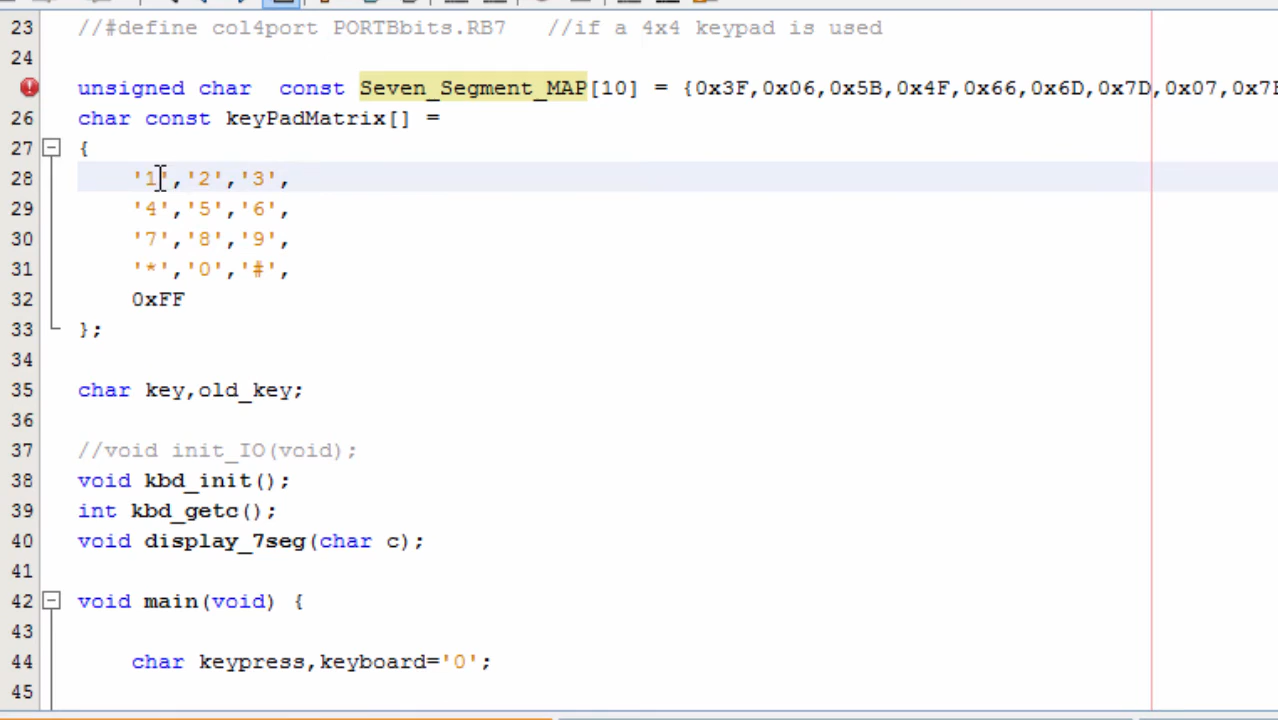 23 //#define col4port PORTBbits.RB7 //if a 4x4 keypad is used
24
unsigned char const Seven_Segment_MAP[10] = {0x3F,0x06,0x5B,0x4F,0x66,0x6D,0x7D,0x07,
26 char const keyPadMatrix[] =
27 {
28 '1','2','3',
29 '4','5','6',
30 '7','8','9',
31 '*','0','#',
32 0xFF
33 };
34
35 char key,old_key;
36
37 //void init_IO(void);
38 void kbd_init();
39 int kbd_getc();
40 void display_7seg(char c);
41
42 void main(void) {
43
44 char keypress,keyboard='0';
45